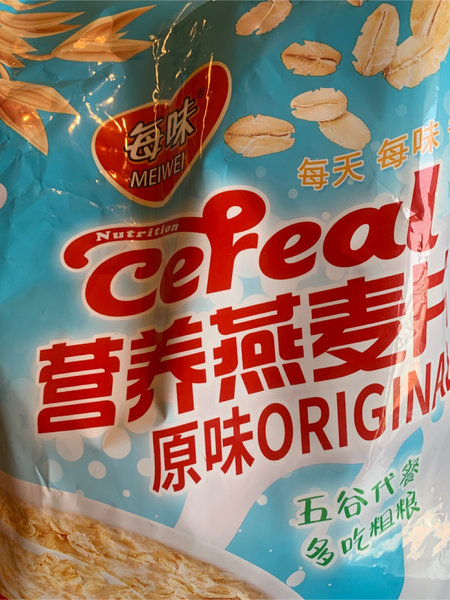 每味®
MEIWEI
每天 每味
Nutrition
Cereal
营养燕麦片
原味ORIGINAL
五谷代餐
多吃粗粮